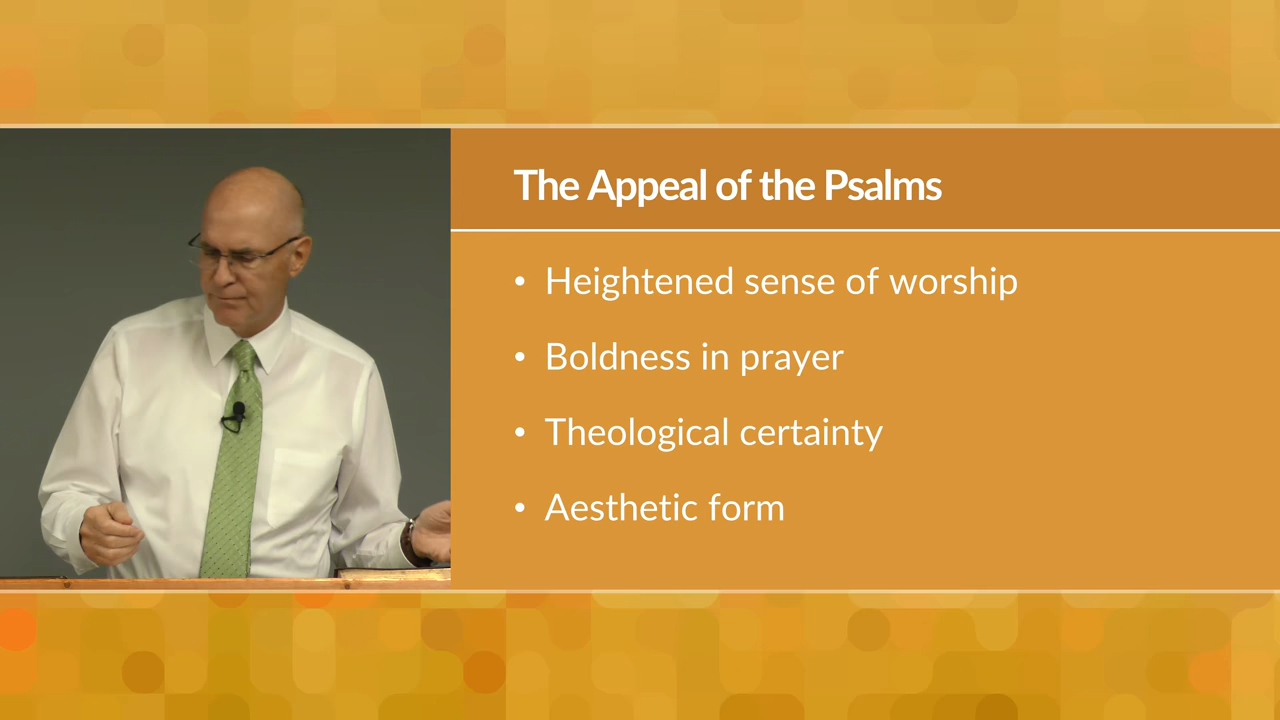 The Appeal of the Psalms
• Heightened sense of worship
• Boldness in prayer
• Theological certainty
• Aesthetic form